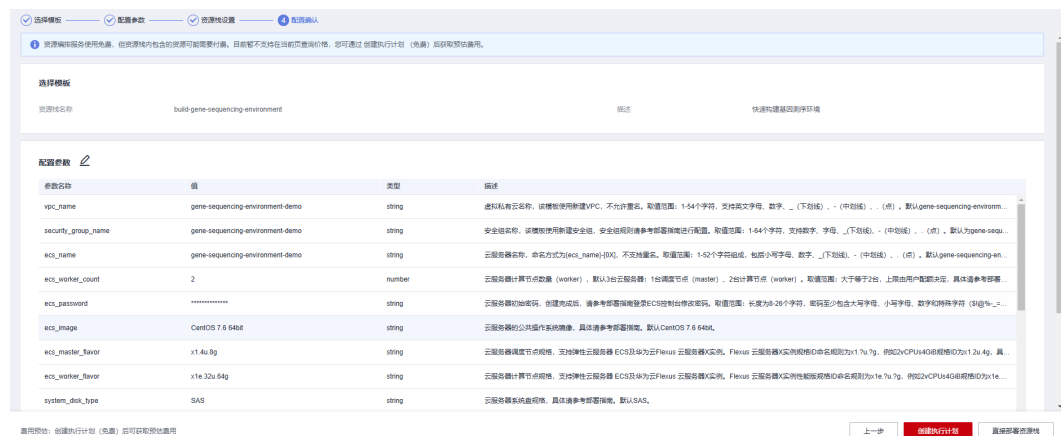 选择模板 配置参数 资源栈设置 4 配置确认
资源编排服务使用免费，但资源栈内包含的资源可能需要付费。目前暂不支持在当前页查询价格，您可通过 创建执行计划 （免费）后获取预估费用。
选择模板
资源栈名称 build-gene-sequencing-environment 描述 快速构建基因测序环境
配置参数
参数名称 值 类型 描述
vpc_name gene-sequencing-environment-demo string 虚拟私有云名称，该模板使用新建VPC，不允许重名。取值范围：1-54个字符，支持英文字母、数字、_（下划线）、-（中划线）、.（点）。默认gene-sequencing-environm...
security_group_name gene-sequencing-environment-demo string 安全组名称，该模板使用新建安全组，安全组规则请参考部署指南进行配置。取值范围：1-64个字符，支持数字、字母、_(下划线)、-（中划线）、.（点）。默认为gene-sequ...
ecs_name gene-sequencing-environment-demo string 云服务器名称，命名方式为{ecs_name}-[0X]，不支持重名。取值范围：1-52个字符组成，包括小写字母、数字、_(下划线)、-（中划线）、.（点）。默认gene-sequencing-en...
ecs_worker_count 2 number 云服务器计算节点数量（worker），默认3台云服务器：1台调度节点（master）、2台计算节点（worker）。取值范围：大于等于2台，上限由用户配额决定，具体请参考部署...
ecs_password ************** string 云服务器初始密码，创建完成后，请参考部署指南登录ECS控制台修改密码。取值范围：长度为8-26个字符，密码至少包含大写字母、小写字母、数字和特殊字符（$!@%-_=...
ecs_image CentOS 7.6 64bit string 云服务器的公共操作系统镜像，具体请参考部署指南。默认CentOS 7.6 64bit。
ecs_master_flavor x1.4u.8g string 云服务器调度节点规格，支持弹性云服务器 ECS及华为云Flexus 云服务器X实例。Flexus 云服务器X实例规格ID命名规则为x1.?u.?g，例如2vCPUs4GiB规格ID为x1.2u.4g，具...
ecs_worker_flavor x1e.32u.64g string 云服务器计算节点规格，支持弹性云服务器 ECS及华为云Flexus 云服务器X实例。Flexus 云服务器X实例性能版规格ID命名规则为x1e.?u.?g，例如2vCPUs4GiB规格ID为x1e....
system_disk_type SAS string 云服务器系统盘规格，具体请参考部署指南。默认SAS。
费用预估：创建执行计划（免费）后可获取预估费用 上一步 创建执行计划 直接部署资源栈